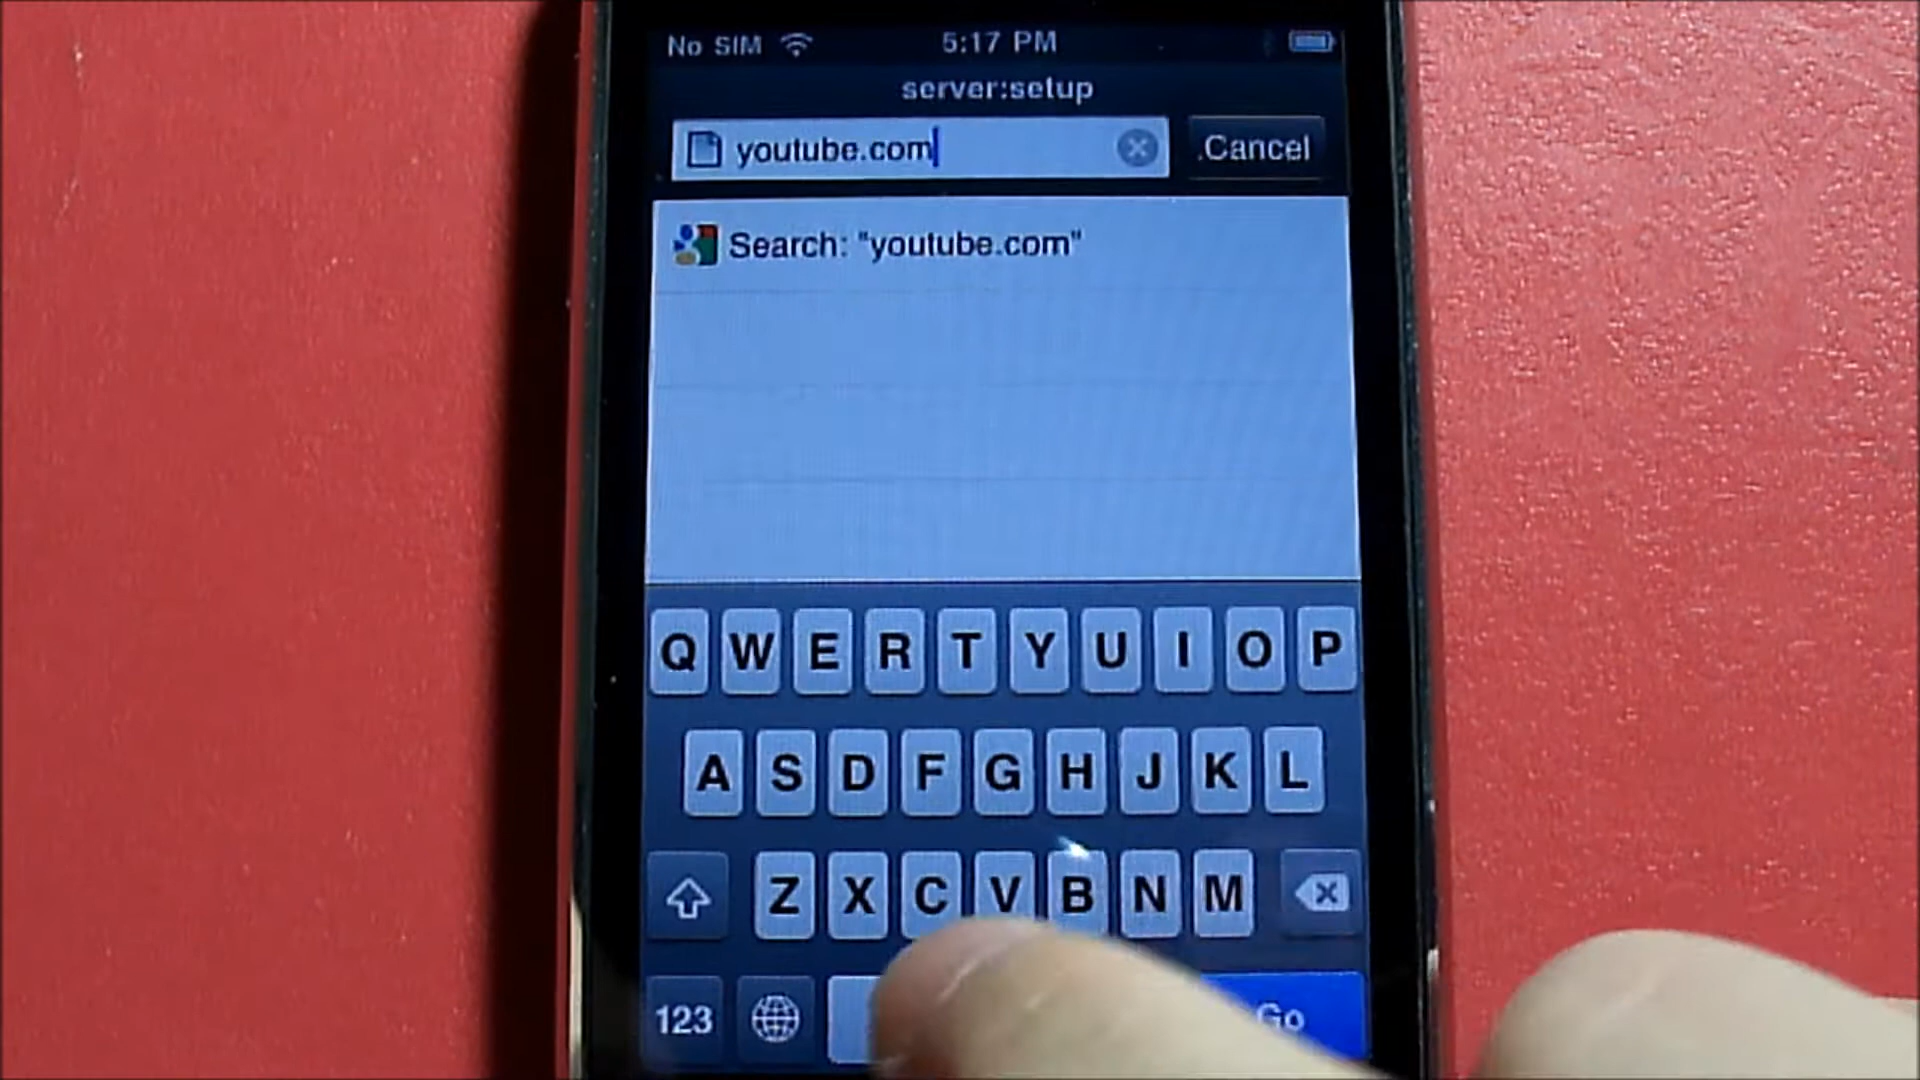 No SIM 5:17 PM
server:setup
youtube.com Cancel
Search: "youtube.com"
Q W E R T Y U I O P
A S D F G H J K L
Z X C V B N M
123 Go